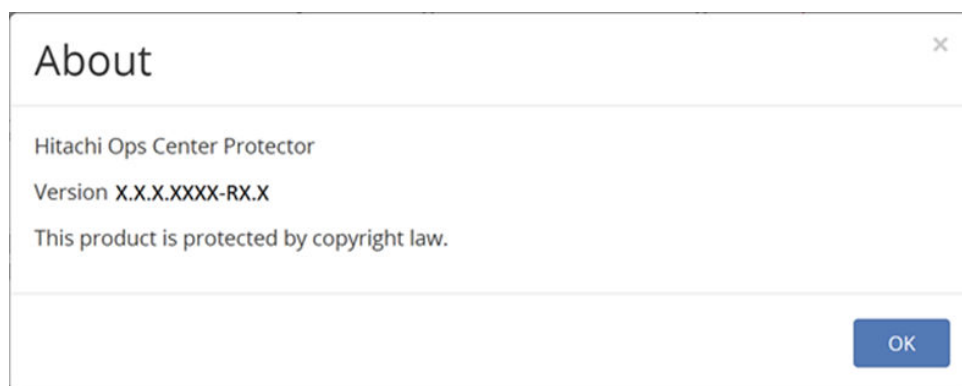 About
×
Hitachi Ops Center Protector
Version X.X.X.XXXX-RX.X
This product is protected by copyright law.
OK